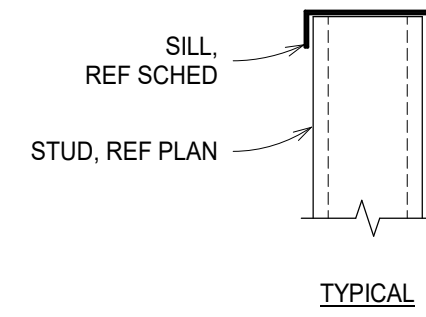 SILL,
REF SCHED
STUD, REF PLAN
TYPICAL